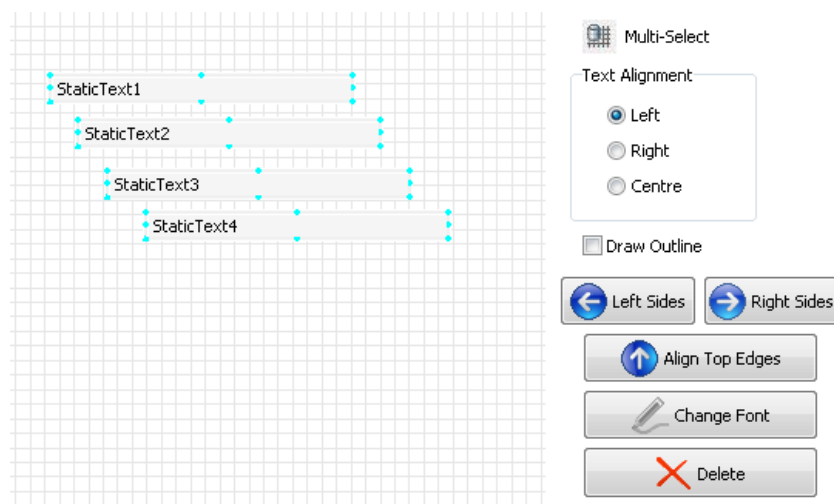 StaticText1
StaticText2
StaticText3
StaticText4
Multi-Select
Text Alignment
Left
Right
Centre
Draw Outline
Left Sides
Right Sides
Align Top Edges
Change Font
Delete